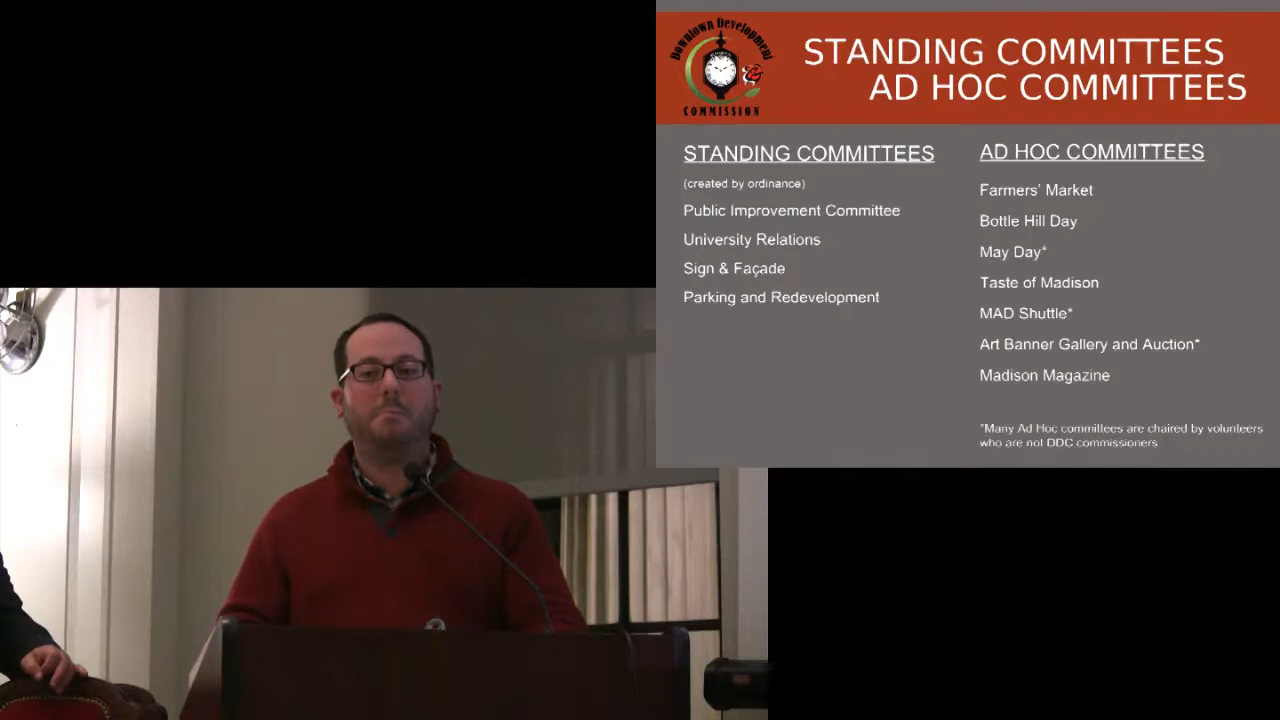 Downtown Development
COMMISSION
STANDING COMMITTEES
AD HOC COMMITTEES
STANDING COMMITTEES
(created by ordinance)
Public Improvement Committee
University Relations
Sign & Façade
Parking and Redevelopment
AD HOC COMMITTEES
Farmers' Market
Bottle Hill Day
May Day*
Taste of Madison
MAD Shuttle*
Art Banner Gallery and Auction*
Madison Magazine
*Many Ad Hoc committees are chaired by volunteers
who are not DDC commissioners